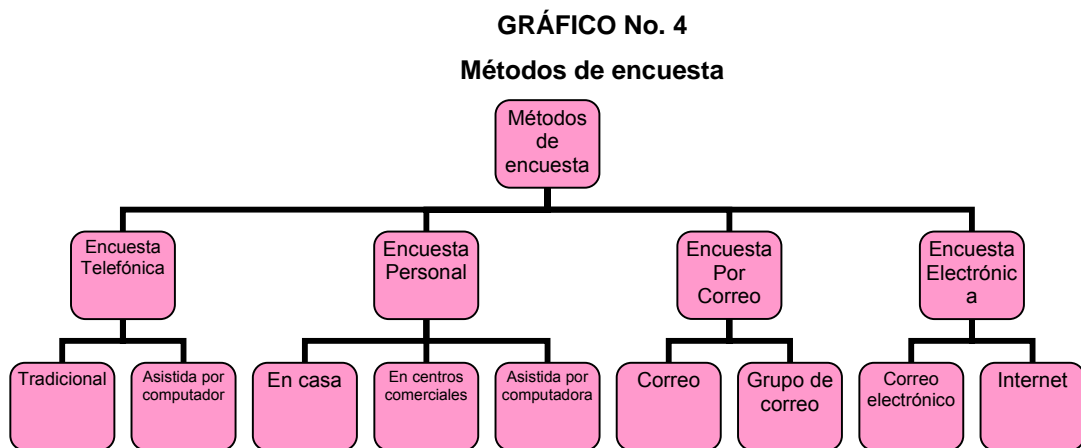 GRÁFICO No. 4
Métodos de encuesta
Métodos
de
encuesta
Encuesta
Telefónica
Encuesta
Personal
Encuesta
Por
Correo
Encuesta
Electrónic
a
Tradicional
Asistida por
computador
En casa
En centros
comerciales
Asistida por
computadora
Correo
Grupo de
correo
Correo
electrónico
Internet